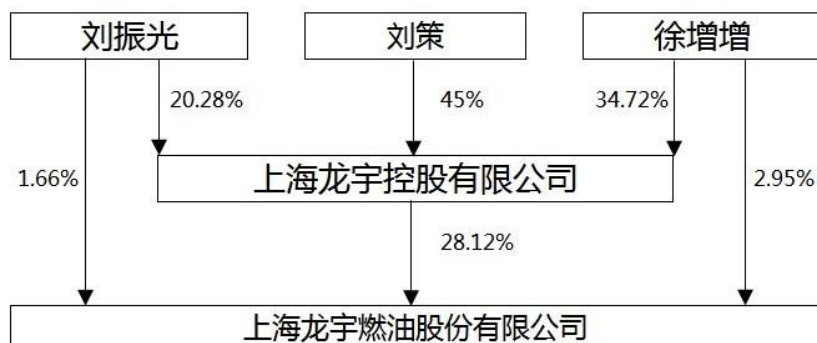 刘振光
刘策
徐增增
20.28%
45%
34.72%
1.66%
上海龙宇控股有限公司
2.95%
28.12%
上海龙宇燃油股份有限公司